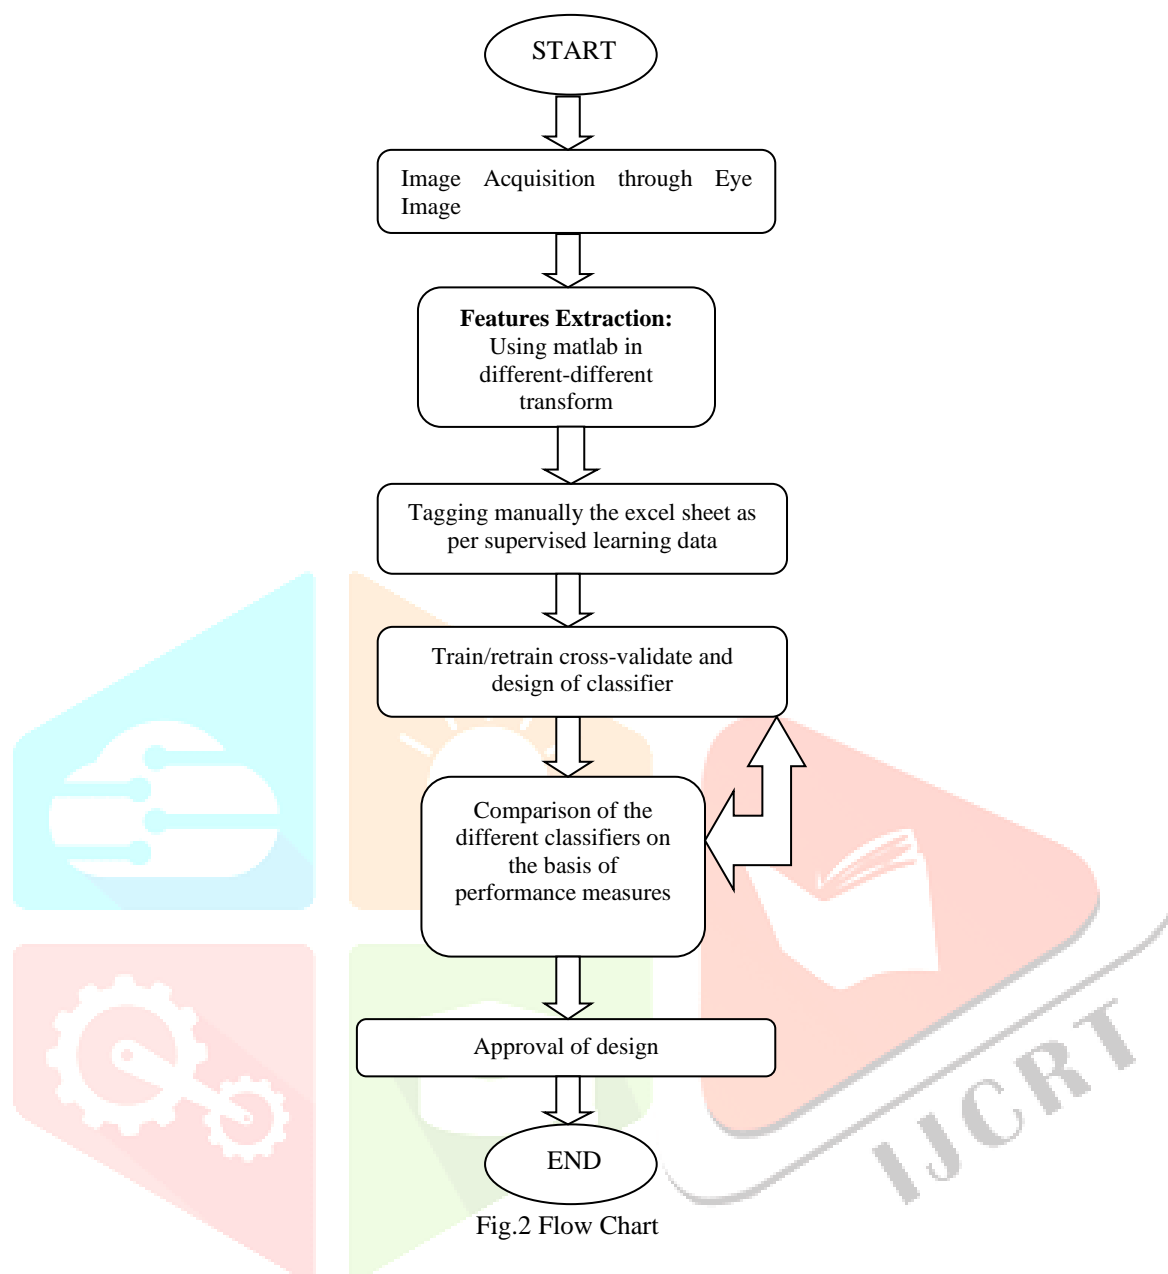 START
Image Acquisition through Eye
Image
Features Extraction:
Using matlab in
different-different
transform
Tagging manually the excel sheet as
per supervised learning data
Train/retrain cross-validate and
design of classifier
Comparison of the
different classifiers on
the basis of
performance measures
Approval of design
END
Fig.2 Flow Chart
IJCRT